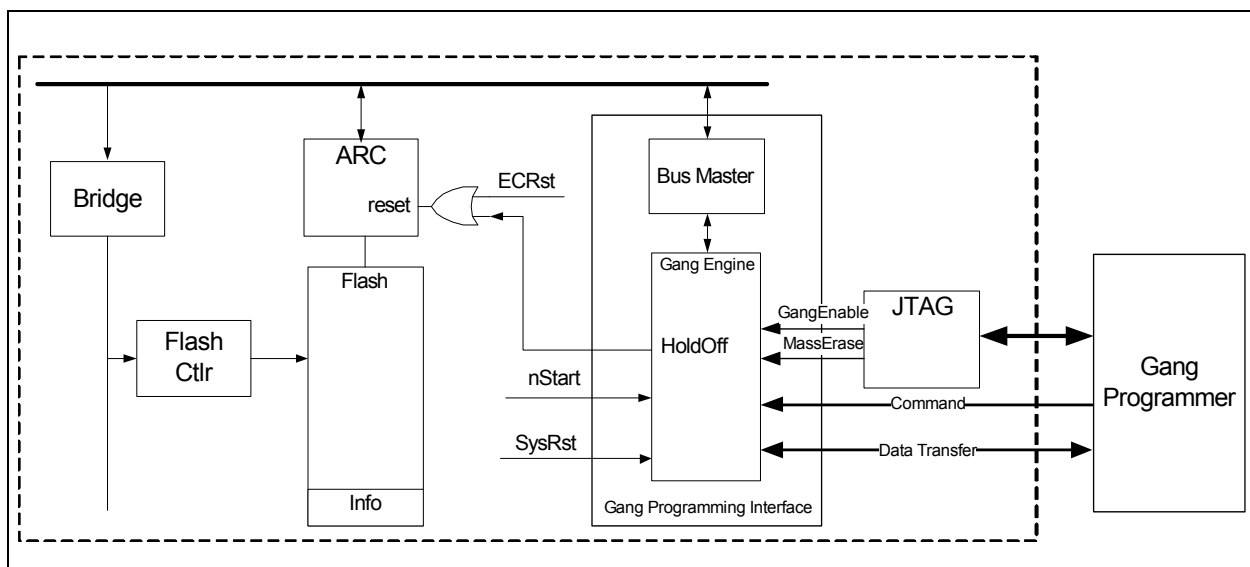 ARC
reset
ECRst
Bridge
Bus Master
Flash
Gang Engine
GangEnable
JTAG
MassErase
HoldOff
Flash
Ctlr
nStart
Gang
Programmer
Command
SysRst
Data Transfer
Info
Gang Programming Interface